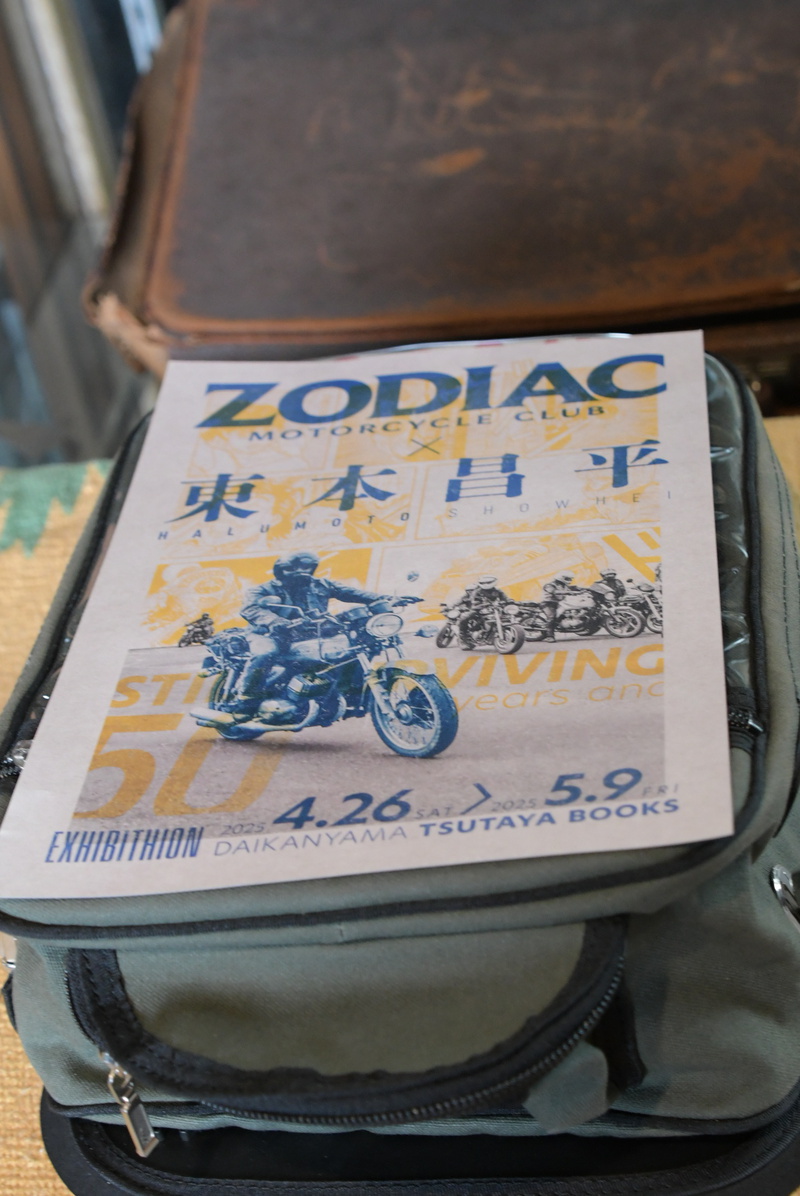 ZODIAC
MOTORCYCLE CLUB
×
東本昌平
HALUMOTO SHOWHEI
VIVING
50 years and
2025 4.26 SAT > 2025 5.9 FRI
EXHIBITHION DAIKANYAMA TSUTAYA BOOKS